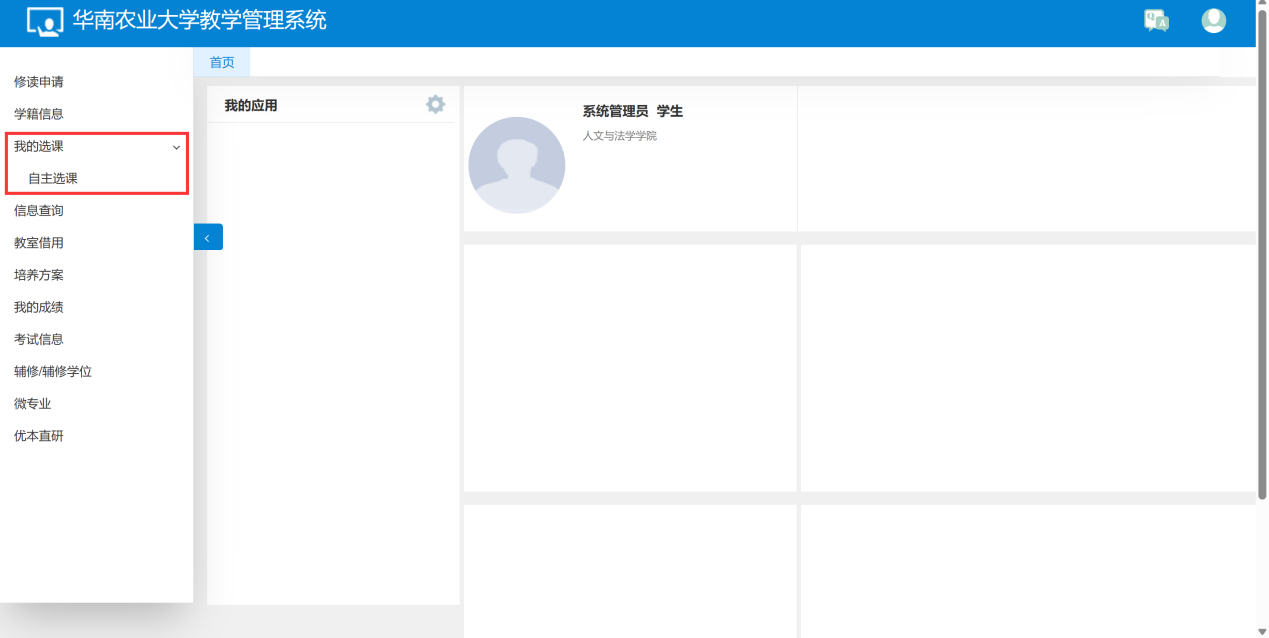 华南农业大学教学管理系统
首页
修读申请
学籍信息
我的选课
自主选课
信息查询
教室借用
培养方案
我的成绩
考试信息
辅修/辅修学位
微专业
优本直研
我的应用
系统管理员 学生
人文与法学学院